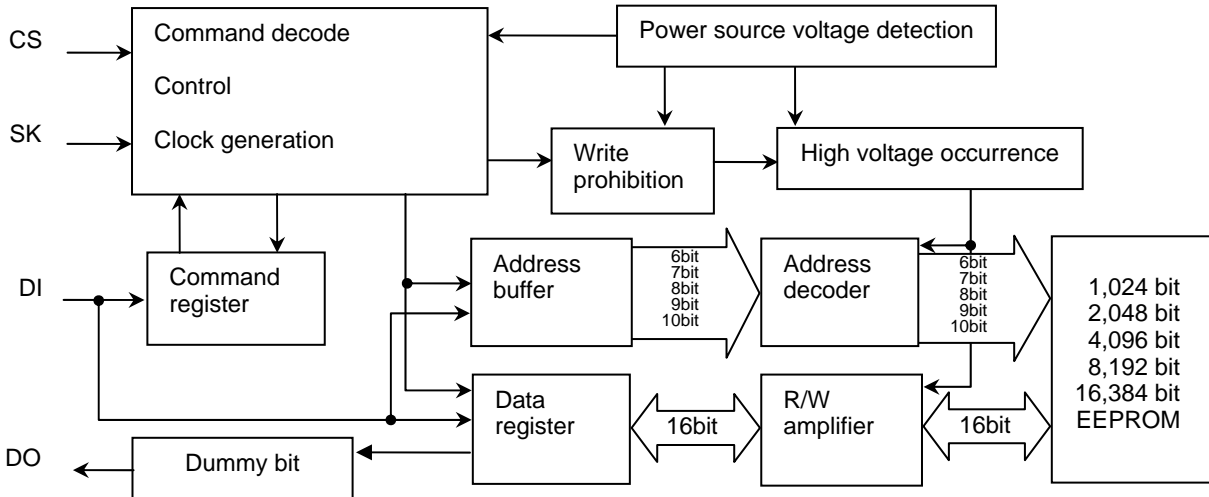 CS
Command decode
Control
SK
Clock generation
Power source voltage detection
Write
prohibition
High voltage occurrence
DI
Command
register
Address
buffer
6bit
7bit
8bit
9bit
10bit
Address
decoder
6bit
7bit
8bit
9bit
10bit
1,024 bit
2,048 bit
4,096 bit
8,192 bit
16,384 bit
EEPROM
Data
register
16bit
R/W
amplifier
16bit
DO
Dummy bit